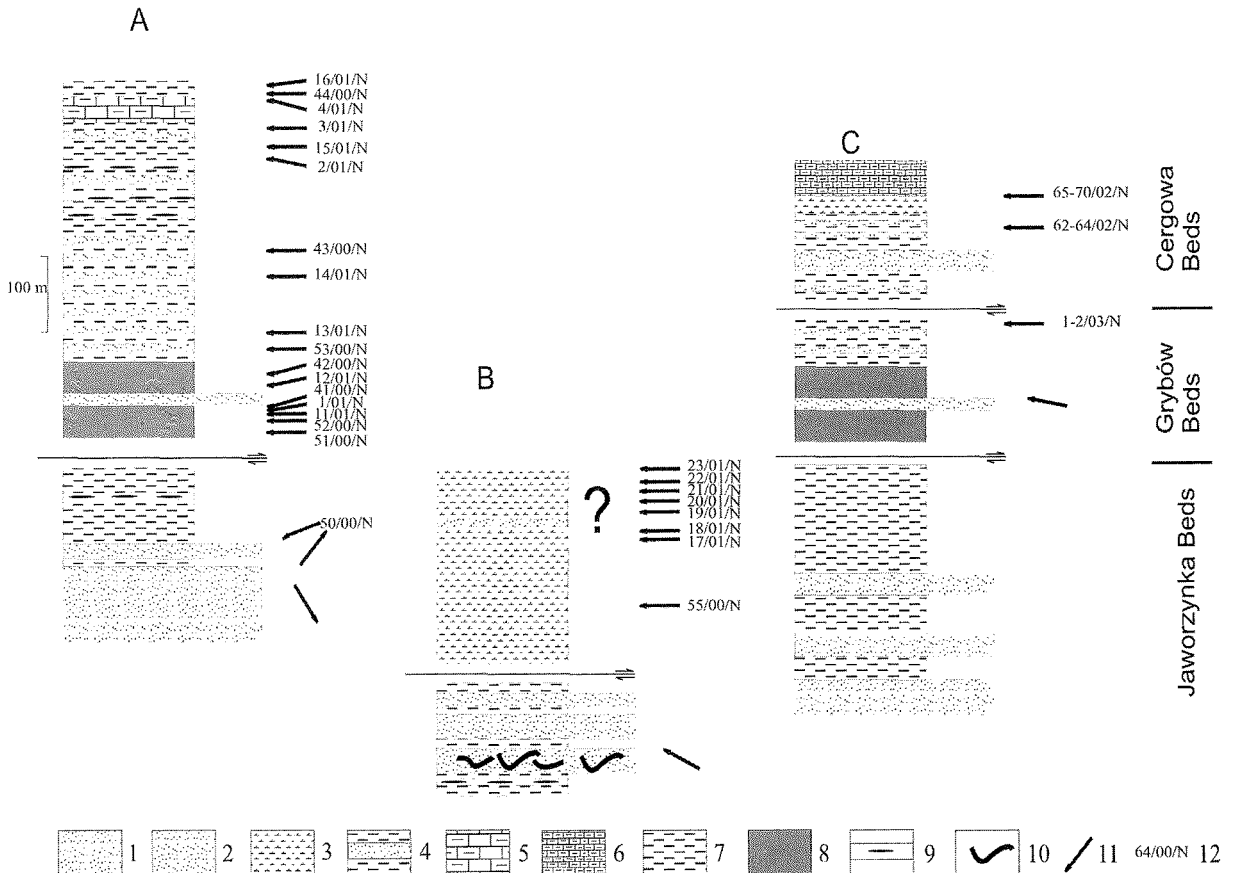 A
16/01/N
44/00/N
4/01/N
3/01/N
15/01/N
2/01/N
43/00/N
14/01/N
100 m
13/01/N
53/00/N
42/00/N
12/01/N
41/00/N
1/01/N
11/01/N
52/00/N
51/00/N
50/00/N
B
?
23/01/N
22/01/N
21/01/N
20/01/N
19/01/N
18/01/N
17/01/N
55/00/N
C
65-70/02/N
62-64/02/N
1-2/03/N
Cergowa
Beds
Grybów
Beds
Jaworzynka Beds
1 2 3 4 5 6 7 8 9 10 11 64/00/N 12